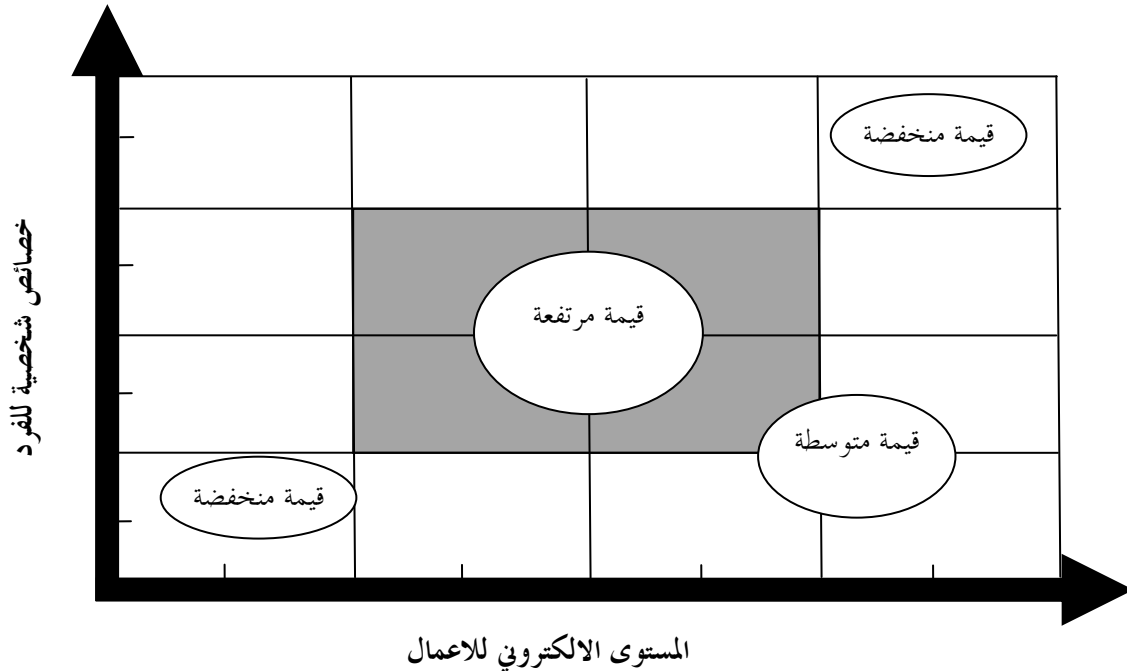 قيمة منخفضة
قيمة مرتفعة
قيمة متوسطة
قيمة منخفضة
خصائص شخصية للفرد
المستوى الالكتروني للاعمال